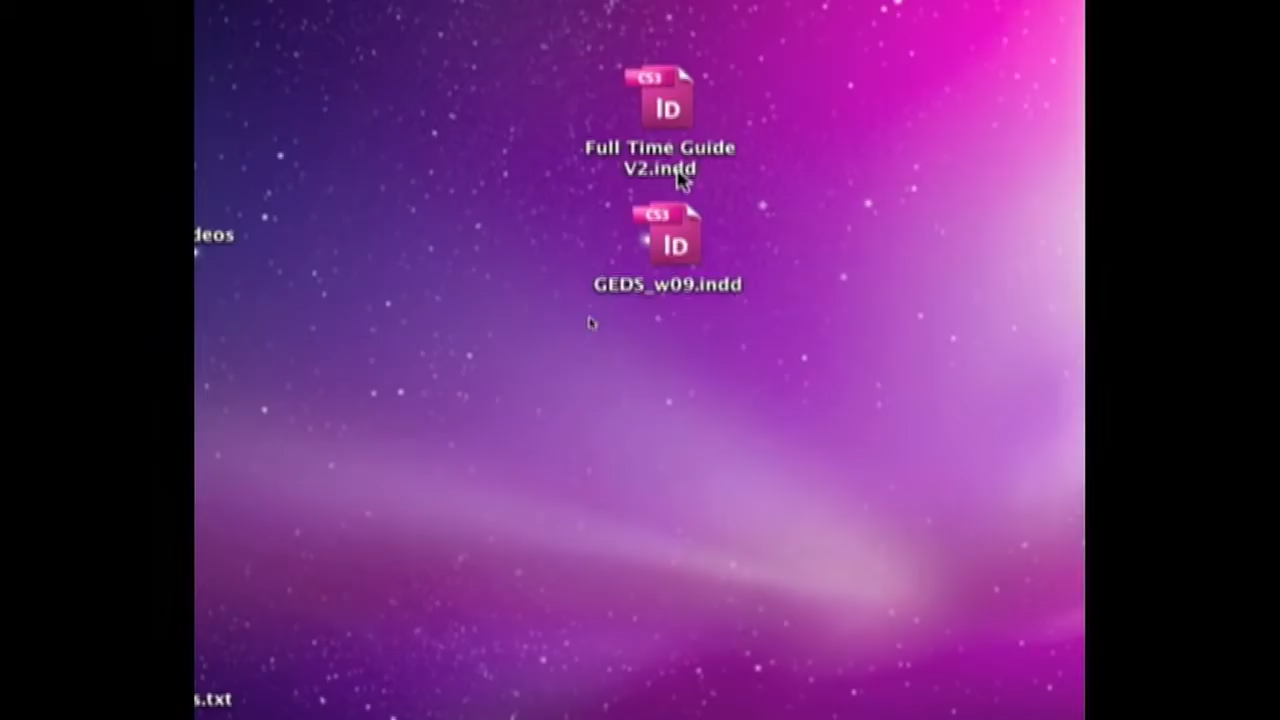 CS3
ID
Full Time Guide
V2.indd
CS3
deos
ID
GEDS_w09.indd
s.txt